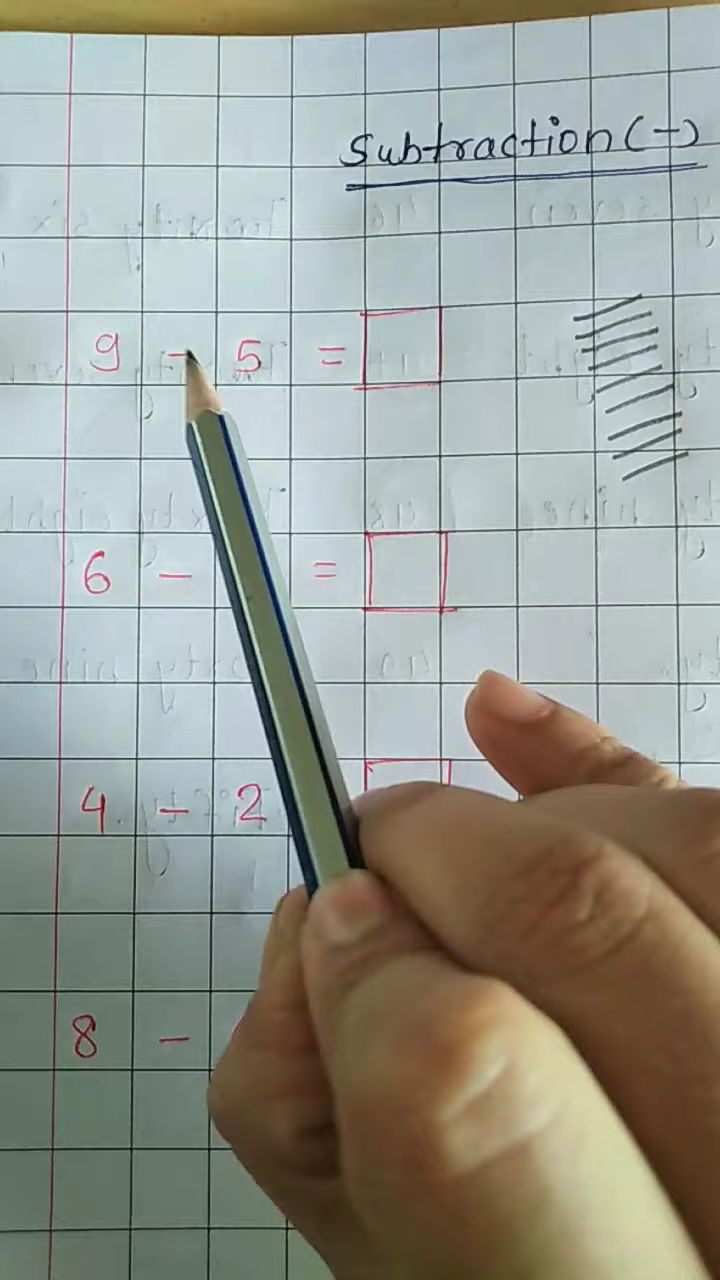 Subtraction (-)
9 - 5 =
6 - =
4 - 2
8 -